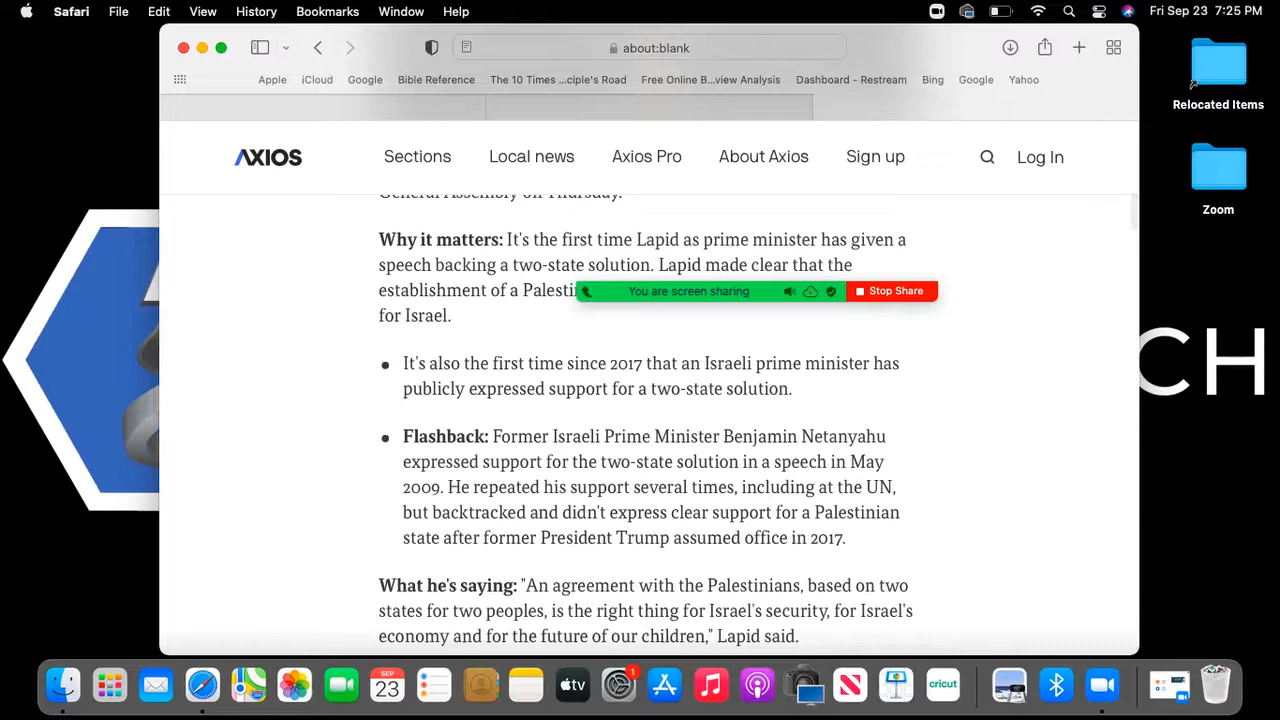 Safari File Edit View History Bookmarks Window Help Fri Sep 23 7:25 PM
about:blank
Apple iCloud Google Bible Reference The 10 Times ...ciple's Road Free Online B...view Analysis Dashboard - Restream Bing Google Yahoo
Relocated Items
AXIOS Sections Local news Axios Pro About Axios Sign up Log In
General Assembly on Thursday.
Zoom
Why it matters: It's the first time Lapid as prime minister has given a
speech backing a two-state solution. Lapid made clear that the
establishment of a Palesti
You are screen sharing Stop Share
for Israel.
It's also the first time since 2017 that an Israeli prime minister has
publicly expressed support for a two-state solution.
CH
Flashback: Former Israeli Prime Minister Benjamin Netanyahu
expressed support for the two-state solution in a speech in May
2009. He repeated his support several times, including at the UN,
but backtracked and didn't express clear support for a Palestinian
state after former President Trump assumed office in 2017.
What he's saying: "An agreement with the Palestinians, based on two
states for two peoples, is the right thing for Israel's security, for Israel's
economy and for the future of our children," Lapid said.
SEP
23
tv
1
cricut